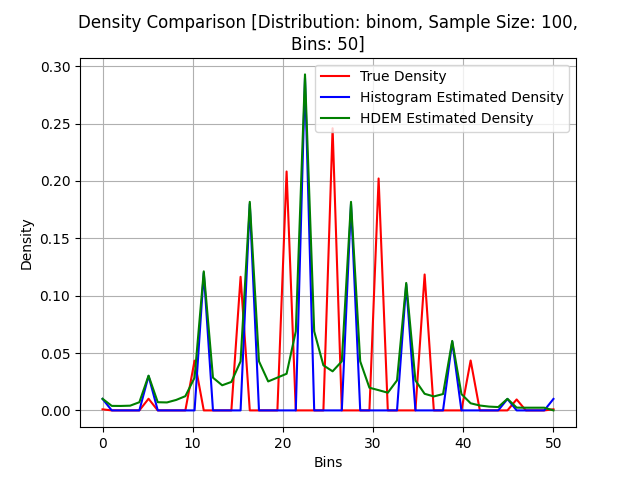 Density Comparison [Distribution: binom, Sample Size: 100,
Bins: 50]
True Density
Histogram Estimated Density
HDEM Estimated Density
Density
0.30
0.25
0.20
0.15
0.10
0.05
0.00
0 10 20 30 40 50
Bins